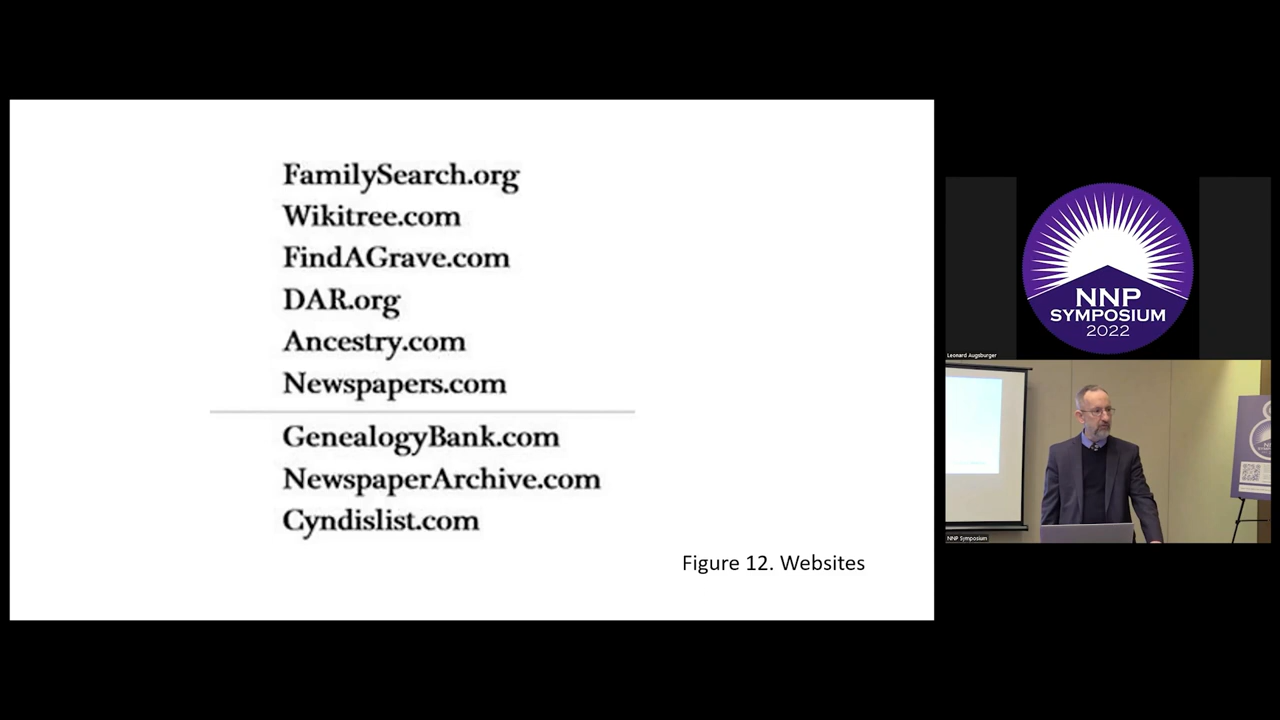 FamilySearch.org
Wikitree.com
FindAGrave.com
DAR.org
Ancestry.com
Newspapers.com
GenealogyBank.com
NewspaperArchive.com
Cyndislist.com
Figure 12. Websites
NNP
SYMPOSIUM
2022
Leonard Augsburger
NNP Symposium